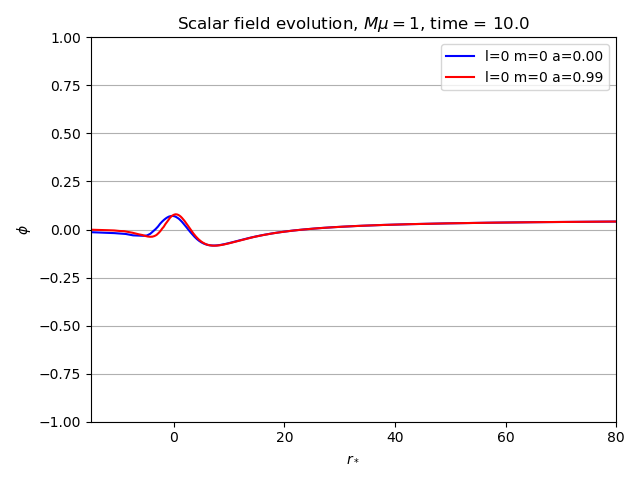 Scalar field evolution, $M\mu = 1$, time = 10.0
l=0 m=0 a=0.00
l=0 m=0 a=0.99
1.00
0.75
0.50
0.25
0.00
−0.25
−0.50
−0.75
−1.00
ϕ
0 20 40 60 80
r*